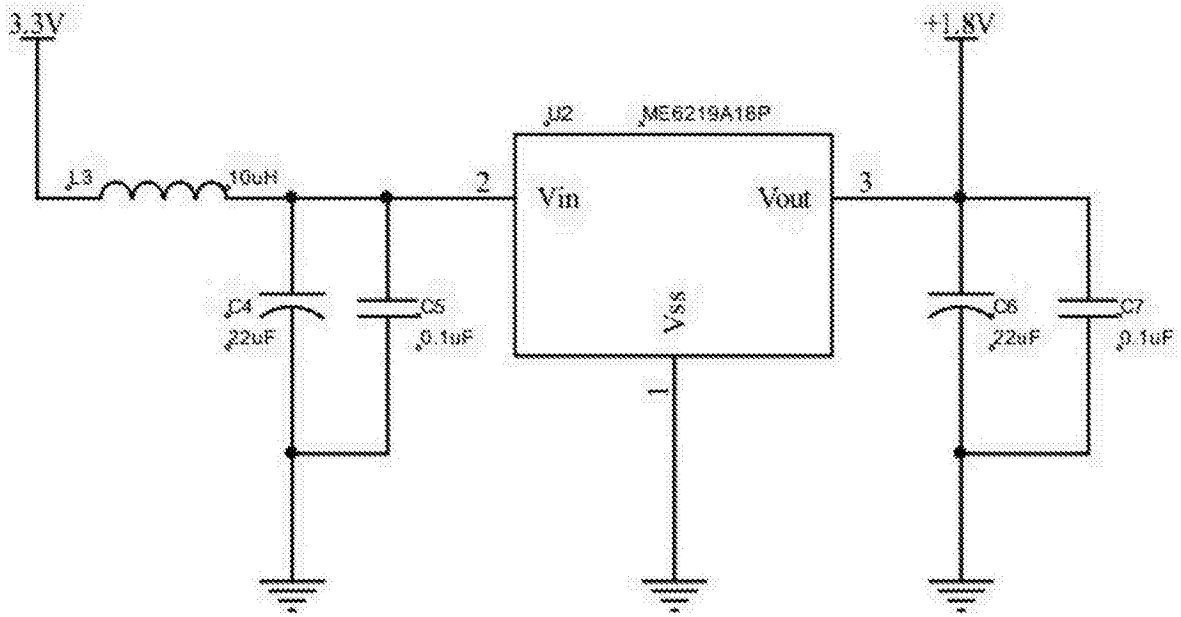 3.3V
+1.8V
U2
ME6219A18P
L3
10uH
2
Vin
Vout
3
C4
22uF
C5
0.1uF
Vss
1
C6
22uF
C7
0.1uF